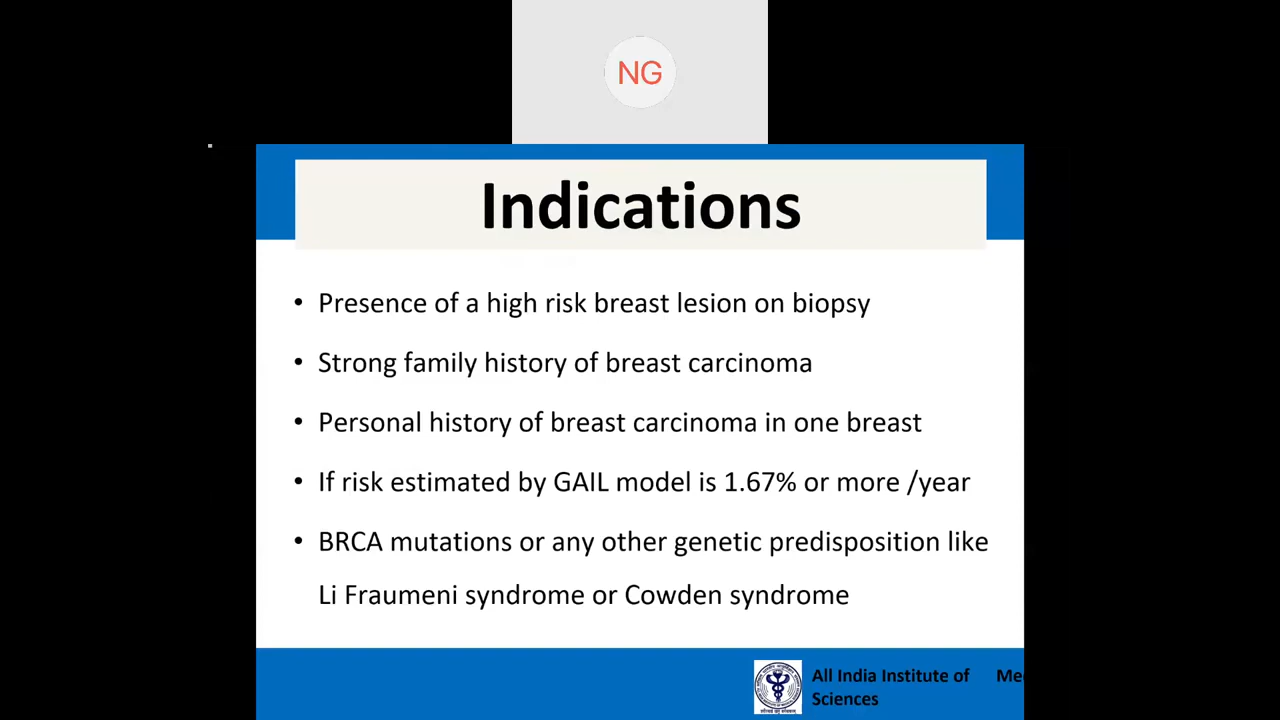 NG
Indications
• Presence of a high risk breast lesion on biopsy
• Strong family history of breast carcinoma
• Personal history of breast carcinoma in one breast
• If risk estimated by GAIL model is 1.67% or more /year
• BRCA mutations or any other genetic predisposition like
Li Fraumeni syndrome or Cowden syndrome
All India Institute of
Sciences